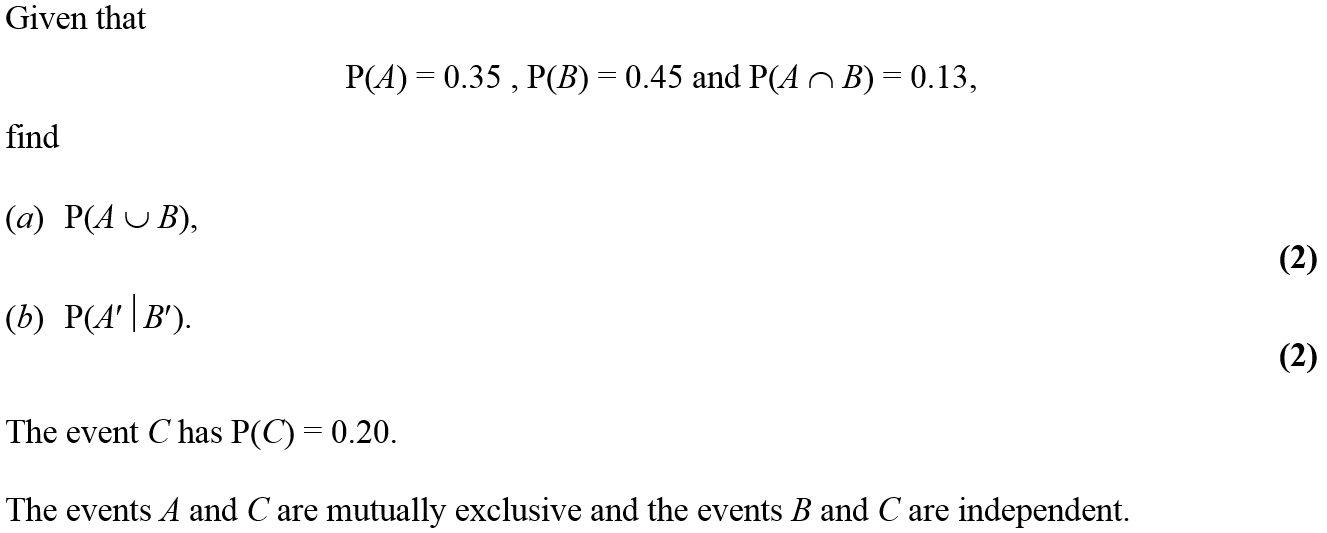 Given that
P(A) = 0.35 , P(B) = 0.45 and P(A ∩ B) = 0.13,
find
(a) P(A ∪ B),
(2)
(b) P(A′ | B′).
(2)
The event C has P(C) = 0.20.
The events A and C are mutually exclusive and the events B and C are independent.